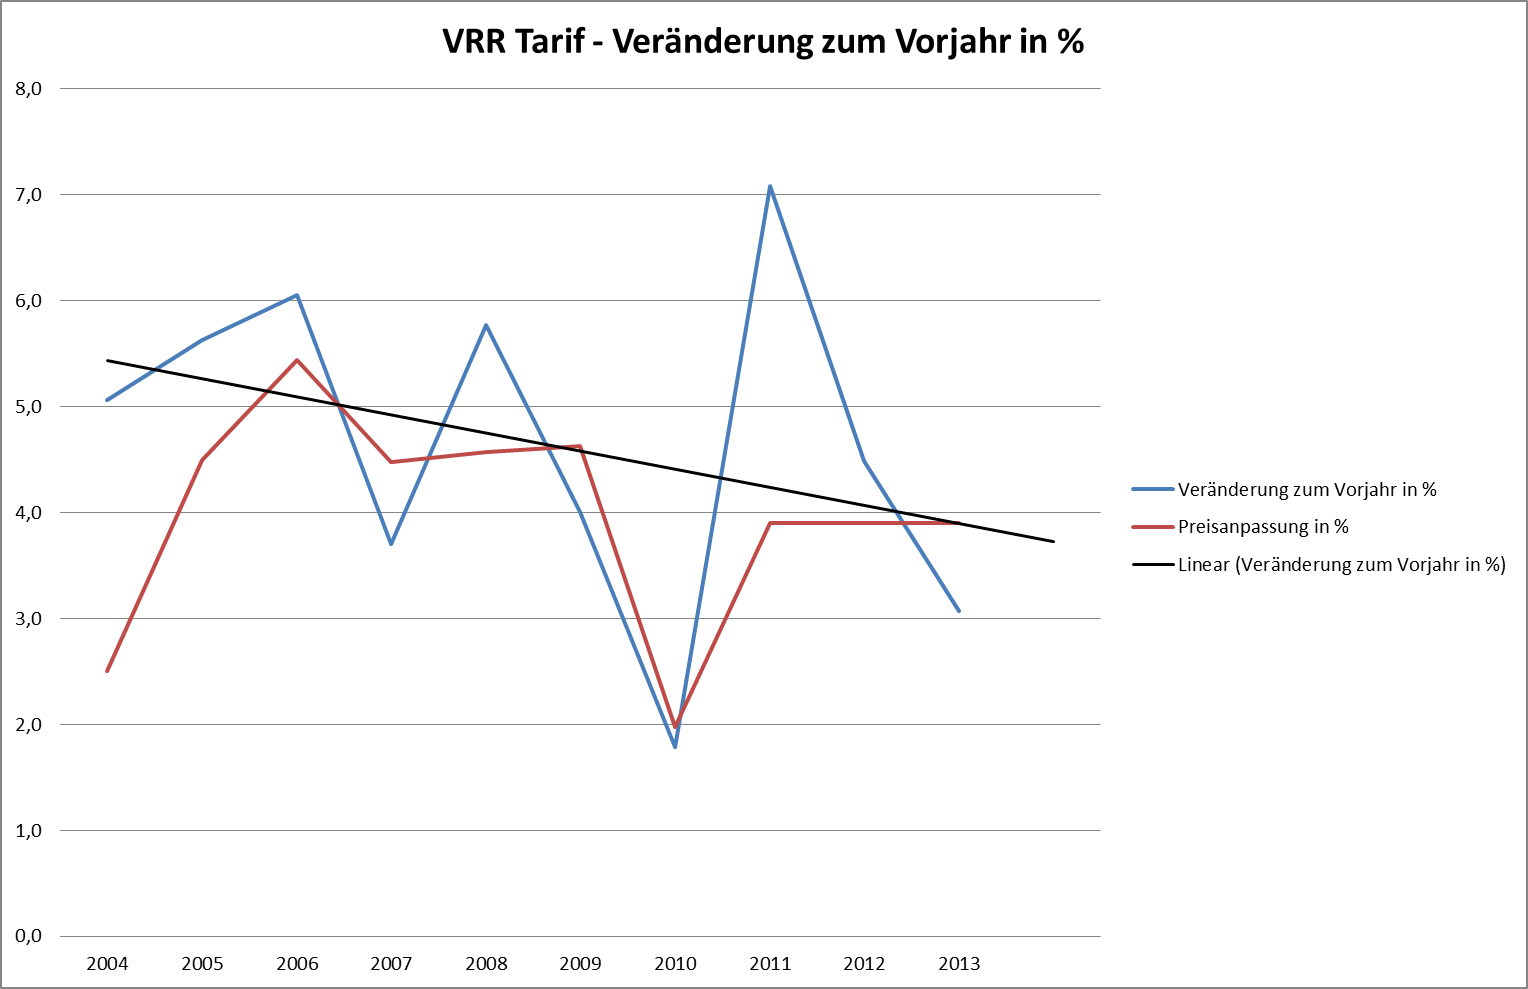 VRR Tarif - Veränderung zum Vorjahr in %
8,0
7,0
6,0
5,0
4,0
3,0
2,0
1,0
0,0
2004 2005 2006 2007 2008 2009 2010 2011 2012 2013
Veränderung zum Vorjahr in %
Preisanpassung in %
Linear (Veränderung zum Vorjahr in %)